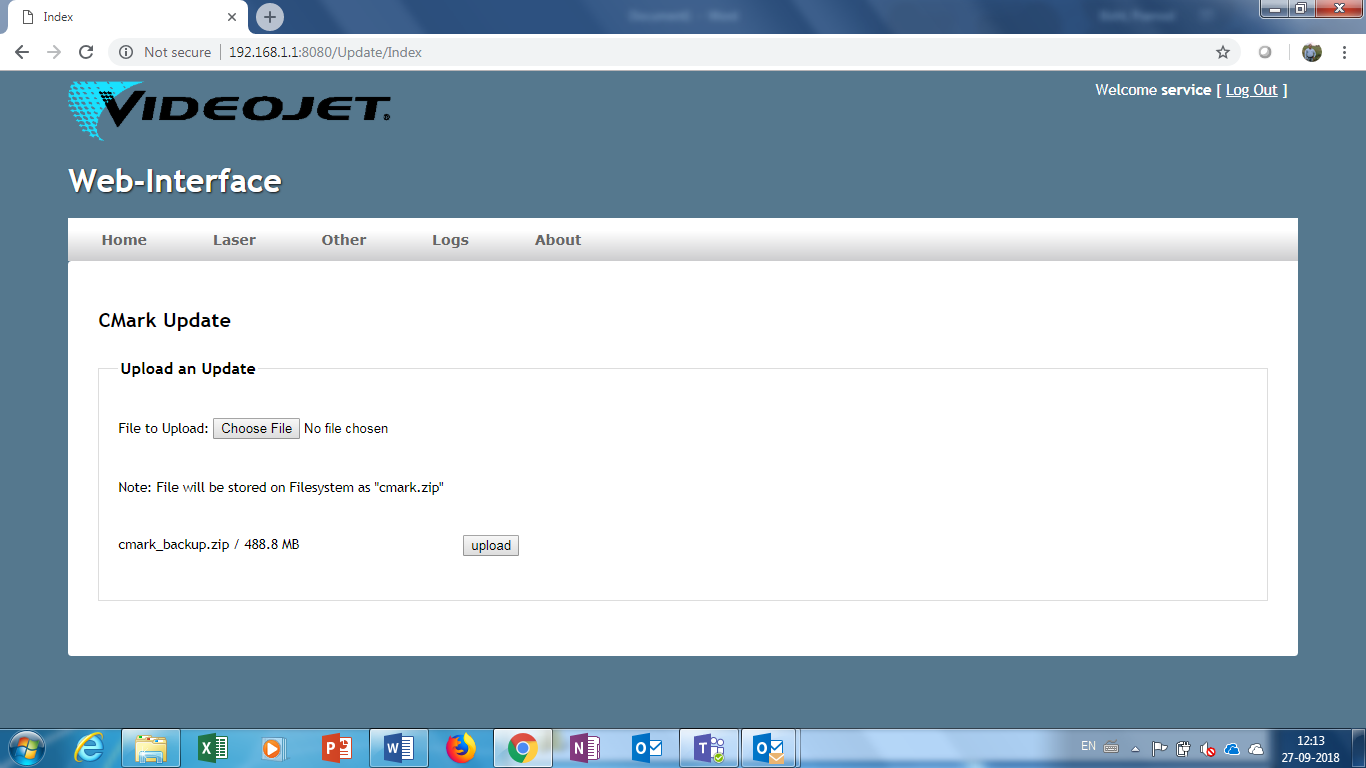 Index
Not secure 192.168.1.1:8080/Update/Index
VIDEOJET®
Welcome service [ Log Out ]
Web-Interface
Home Laser Other Logs About
CMark Update
Upload an Update
File to Upload: Choose File No file chosen
Note: File will be stored on Filesystem as "cmark.zip"
cmark_backup.zip / 488.8 MB upload
EN 12:13
27-09-2018